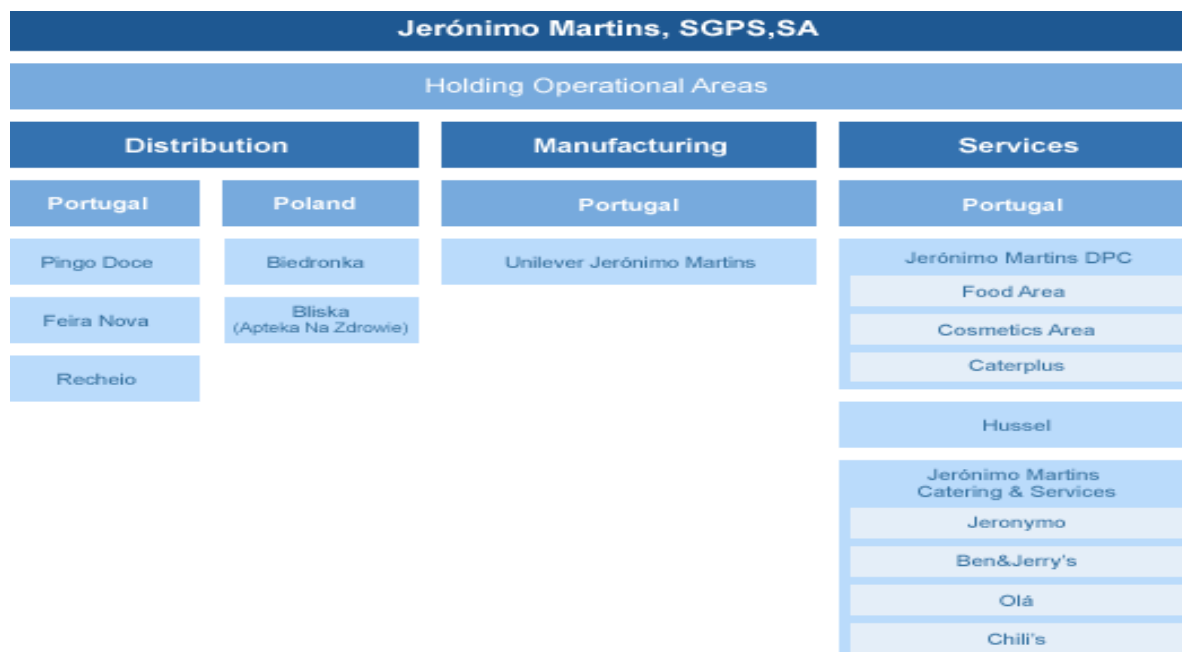 Jerónimo Martins, SGPS,SA
Holding Operational Areas
Distribution
Manufacturing
Services
Portugal
Poland
Portugal
Portugal
Pingo Doce
Biedronka
Unilever Jerónimo Martins
Jerónimo Martins DPC
Food Area
Feira Nova
Bliska
(Apteka Na Zdrowie)
Cosmetics Area
Caterplus
Recheio
Hussel
Jerónimo Martins
Catering & Services
Jeronymo
Ben&Jerry's
Olá
Chili's